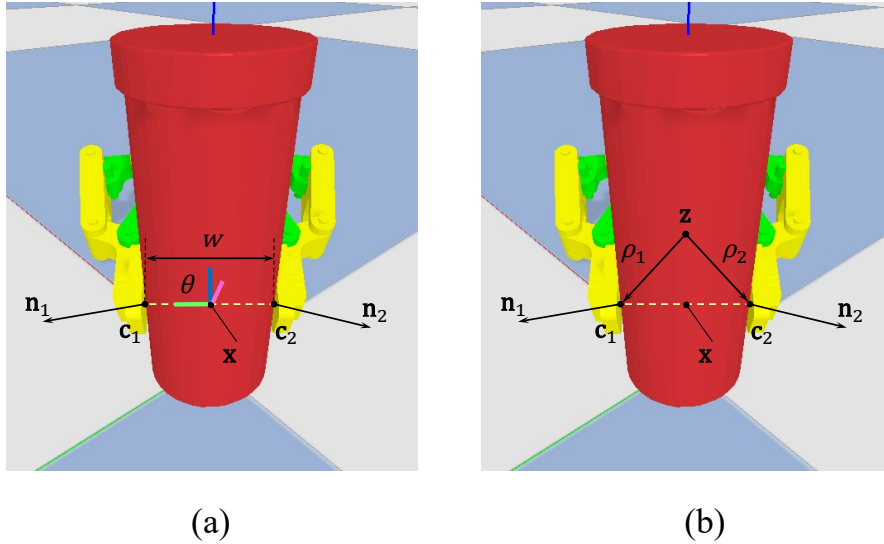 w
θ
n₁
c₁
c₂
n₂
x
(a)
z
ρ₁
ρ₂
n₁
c₁
c₂
n₂
x
(b)